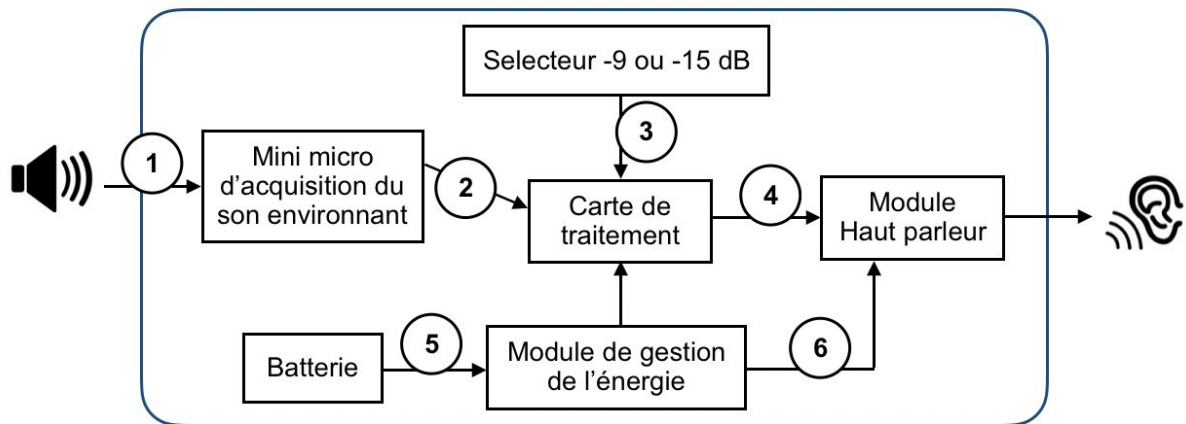 Selecteur -9 ou -15 dB
1
Mini micro
d’acquisition du
son environnant
2
3
Carte de
traitement
4
Module
Haut parleur
Batterie
5
Module de gestion
de l’énergie
6